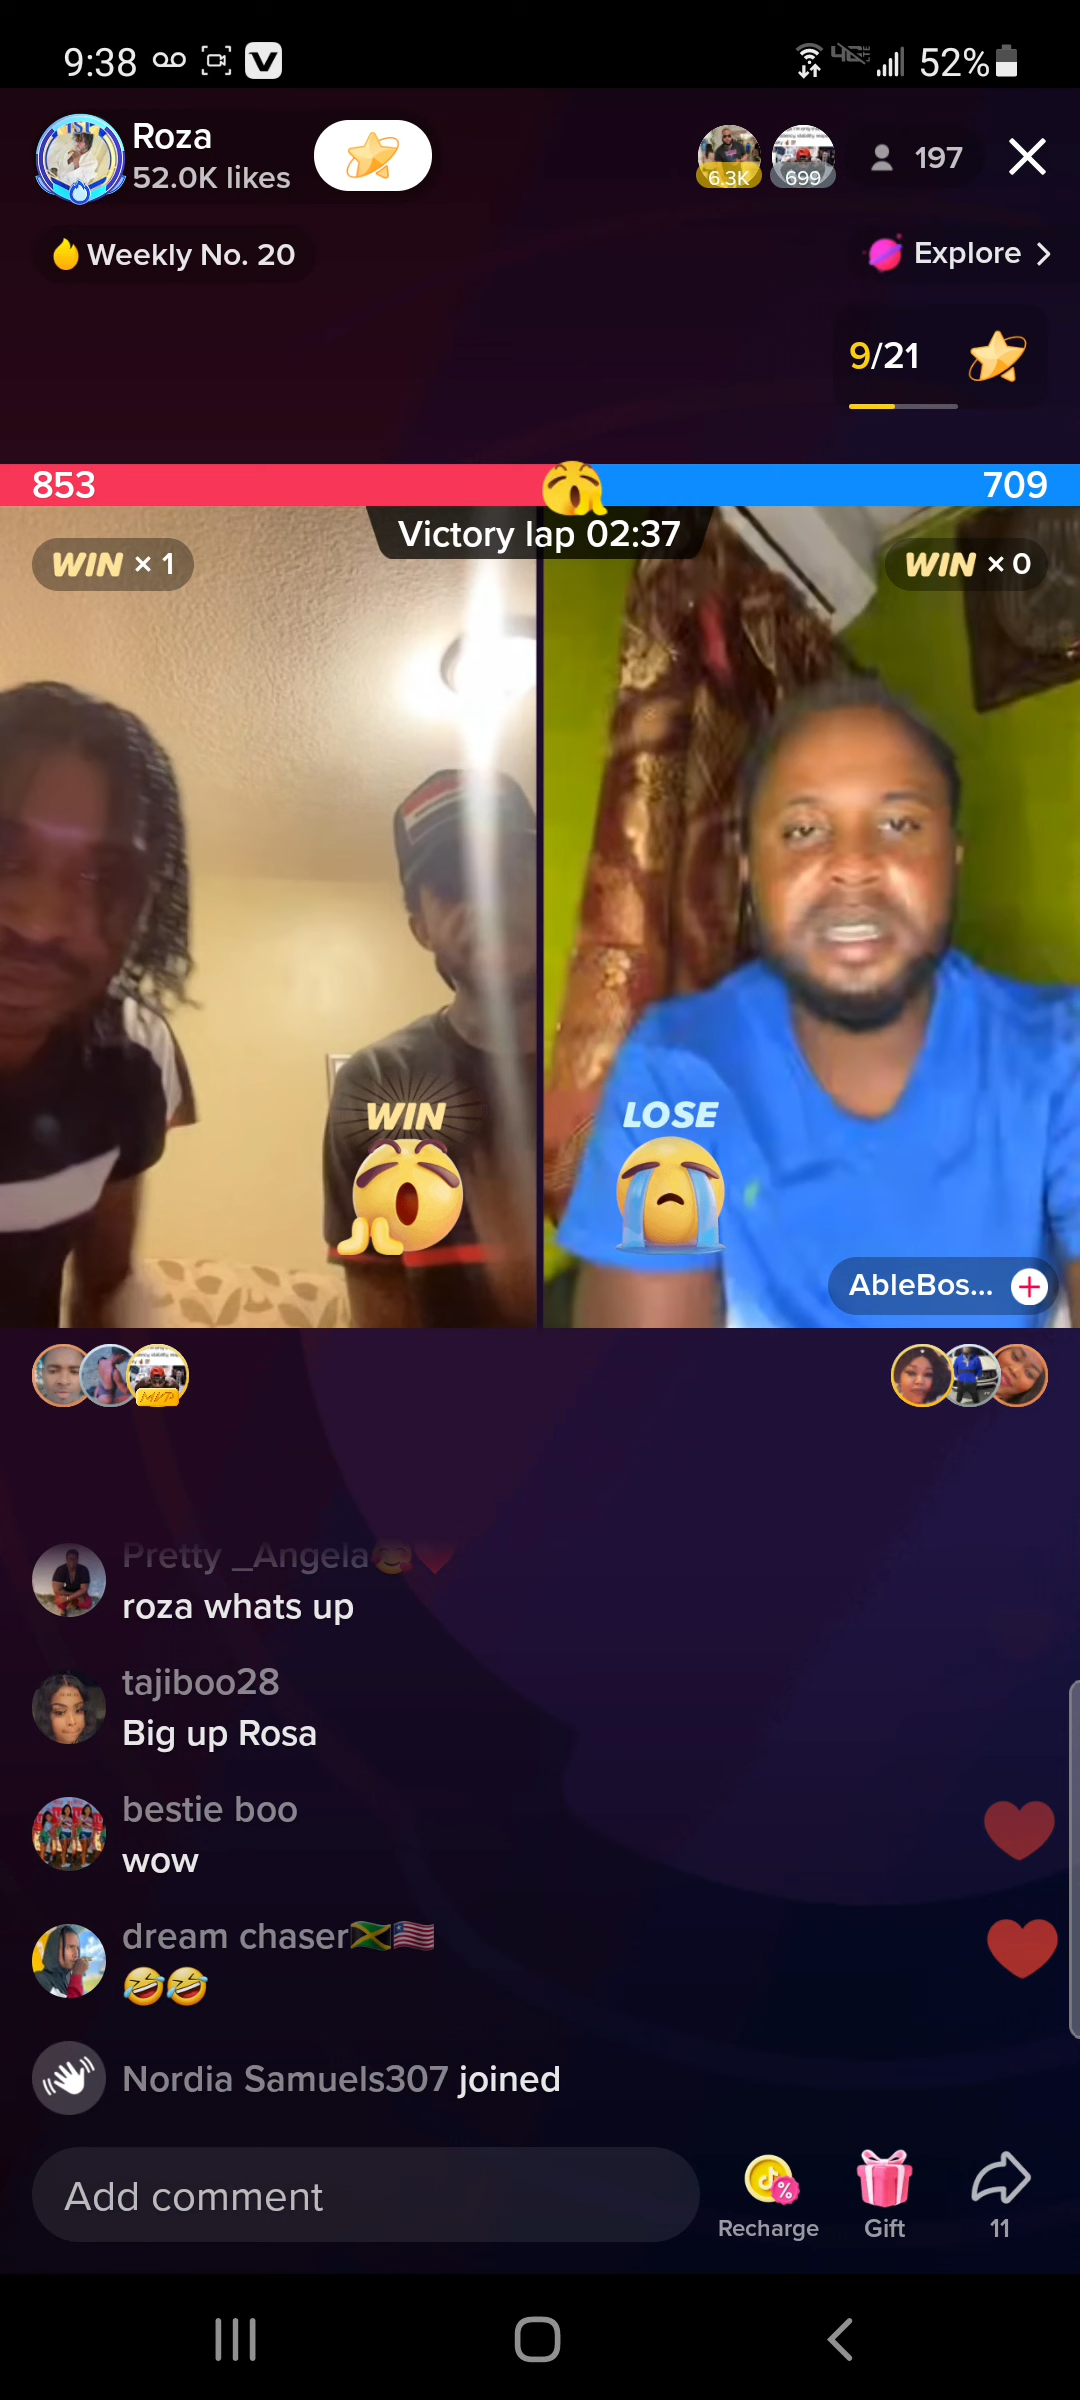 9:38
52%
Roza
52.0K likes
6.3K
699
197
Weekly No. 20
Explore
9/21
853
709
Victory lap 02:37
WIN × 1
WIN × 0
WIN
LOSE
AbleBos...
MVP
Pretty _Angela🥰❤️
roza whats up
tajiboo28
Big up Rosa
bestie boo
wow
dream chaser🇯🇲🇱🇷
🤣🤣
Nordia Samuels307 joined
Add comment
Recharge
Gift
11